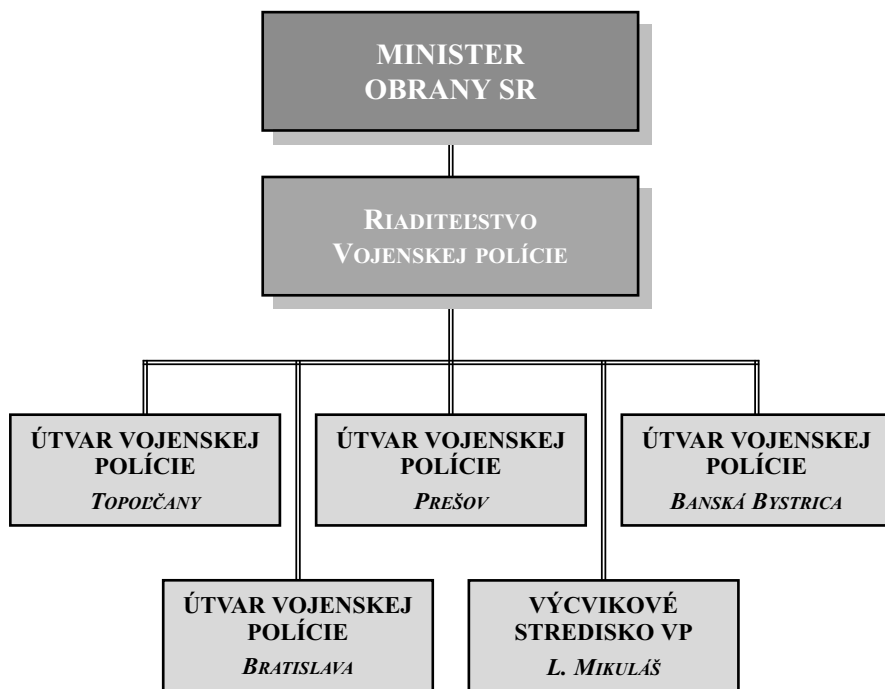 MINISTER
OBRANY SR
RIADITEĽSTVO
VOJENSKEJ POLÍCIE
ÚTVAR VOJENSKEJ
POLÍCIE
TOPOĽČANY
ÚTVAR VOJENSKEJ
POLÍCIE
PREŠOV
ÚTVAR VOJENSKEJ
POLÍCIE
BANSKÁ BYSTRICA
ÚTVAR VOJENSKEJ
POLÍCIE
BRATISLAVA
VÝCVIKOVÉ
STREDISKO VP
L. MIKULÁŠ